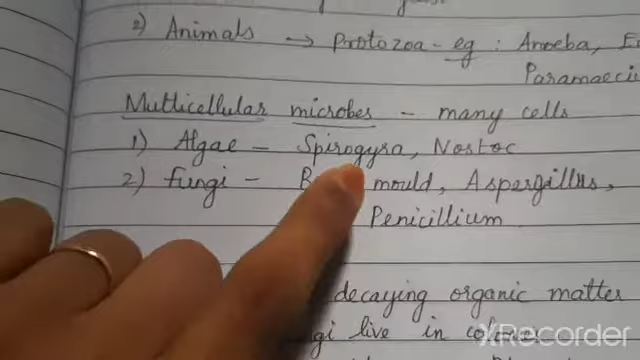 2) Animals → Protozoa - eg : Amoeba,
Paramaeciu
Multicellular microbes - many cells
1) Algae - Spirogyra, Nostoc
2) Fungi - mould, Aspergillus,
Penicillium
decaying organic matter
live in
XRecorder